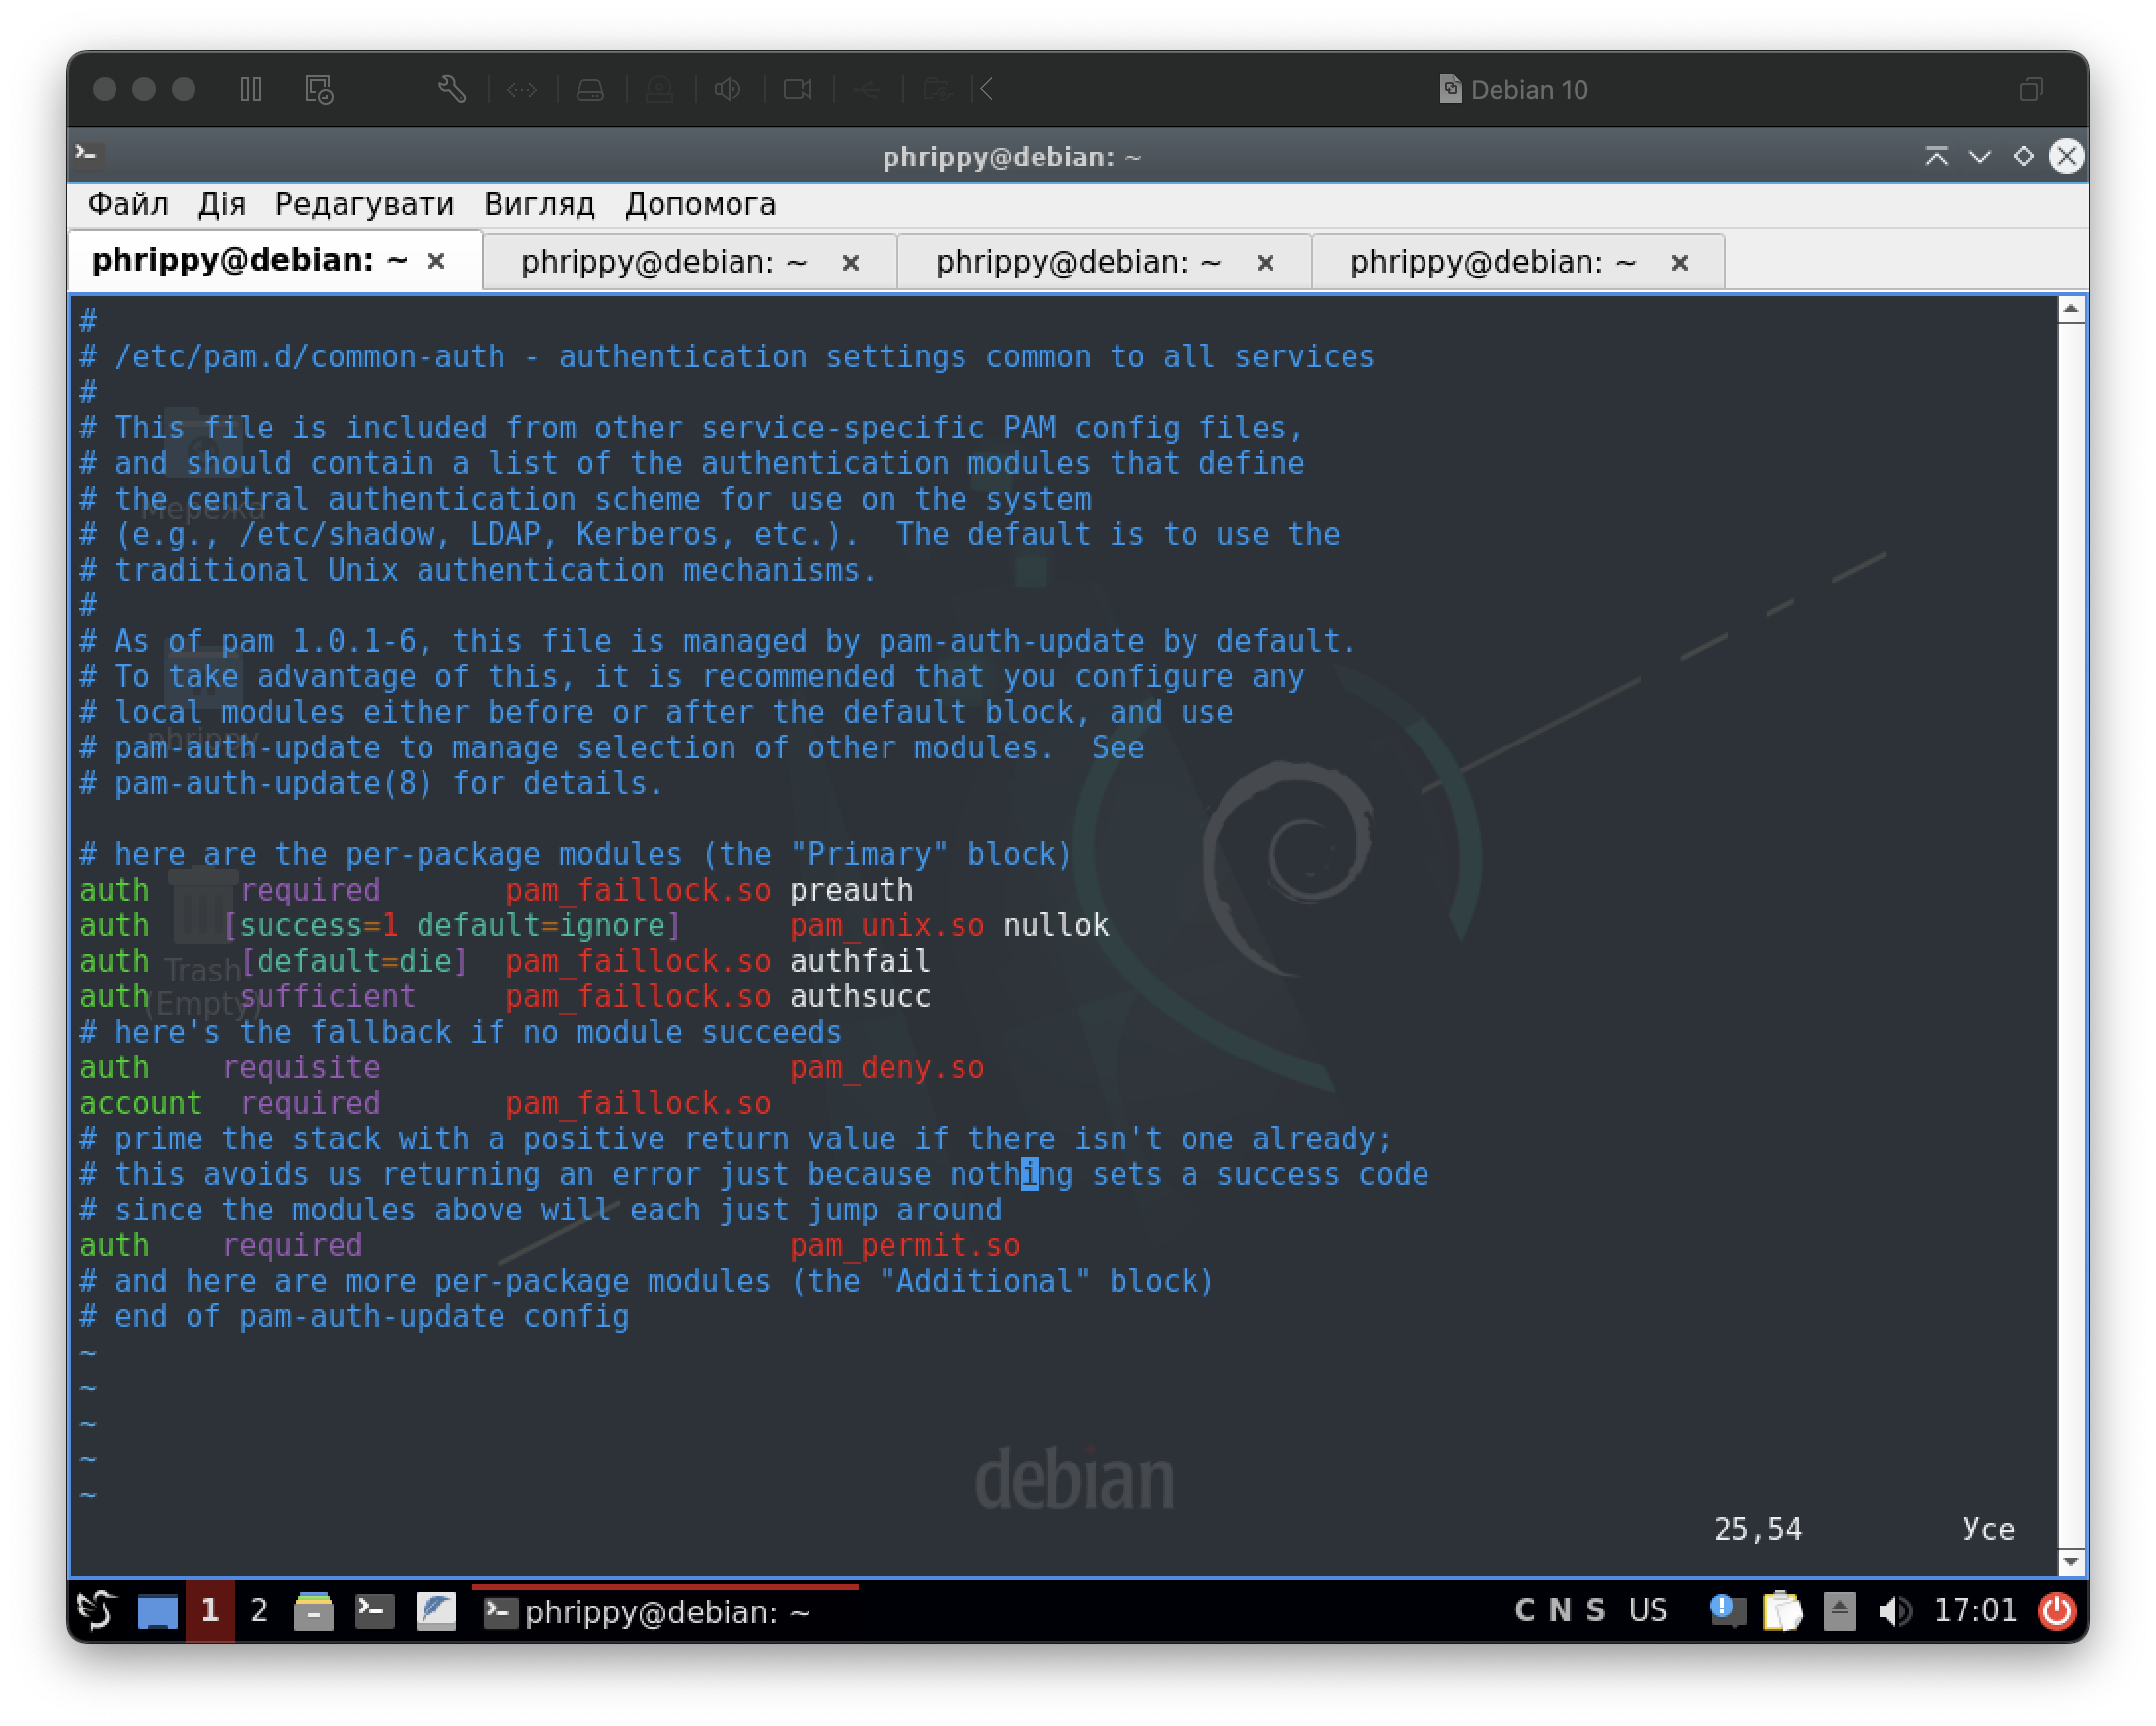 Debian 10
phrippy@debian: ~
Файл Дія Редагувати Вигляд Допомога
phrippy@debian: ~ × phrippy@debian: ~ × phrippy@debian: ~ × phrippy@debian: ~ ×
#
# /etc/pam.d/common-auth - authentication settings common to all services
#
# This file is included from other service-specific PAM config files,
# and should contain a list of the authentication modules that define
# the central authentication scheme for use on the system
# (e.g., /etc/shadow, LDAP, Kerberos, etc.).  The default is to use the
# traditional Unix authentication mechanisms.
#
# As of pam 1.0.1-6, this file is managed by pam-auth-update by default.
# To take advantage of this, it is recommended that you configure any
# local modules either before or after the default block, and use
# pam-auth-update to manage selection of other modules.  See
# pam-auth-update(8) for details.

# here are the per-package modules (the "Primary" block)
auth     required       pam_faillock.so preauth
auth    [success=1 default=ignore]      pam_unix.so nullok
auth     [default=die]  pam_faillock.so authfail
auth     sufficient     pam_faillock.so authsucc
# here's the fallback if no module succeeds
auth    requisite                       pam_deny.so
account  required       pam_faillock.so
# prime the stack with a positive return value if there isn't one already;
# this avoids us returning an error just because nothing sets a success code
# since the modules above will each just jump around
auth    required                        pam_permit.so
# and here are more per-package modules (the "Additional" block)
# end of pam-auth-update config
~
~
~
~
~
25,54 Усе
Мережа
phrippy
Trash
(Empty)
debian
1 2 phrippy@debian: ~ C N S US 17:01